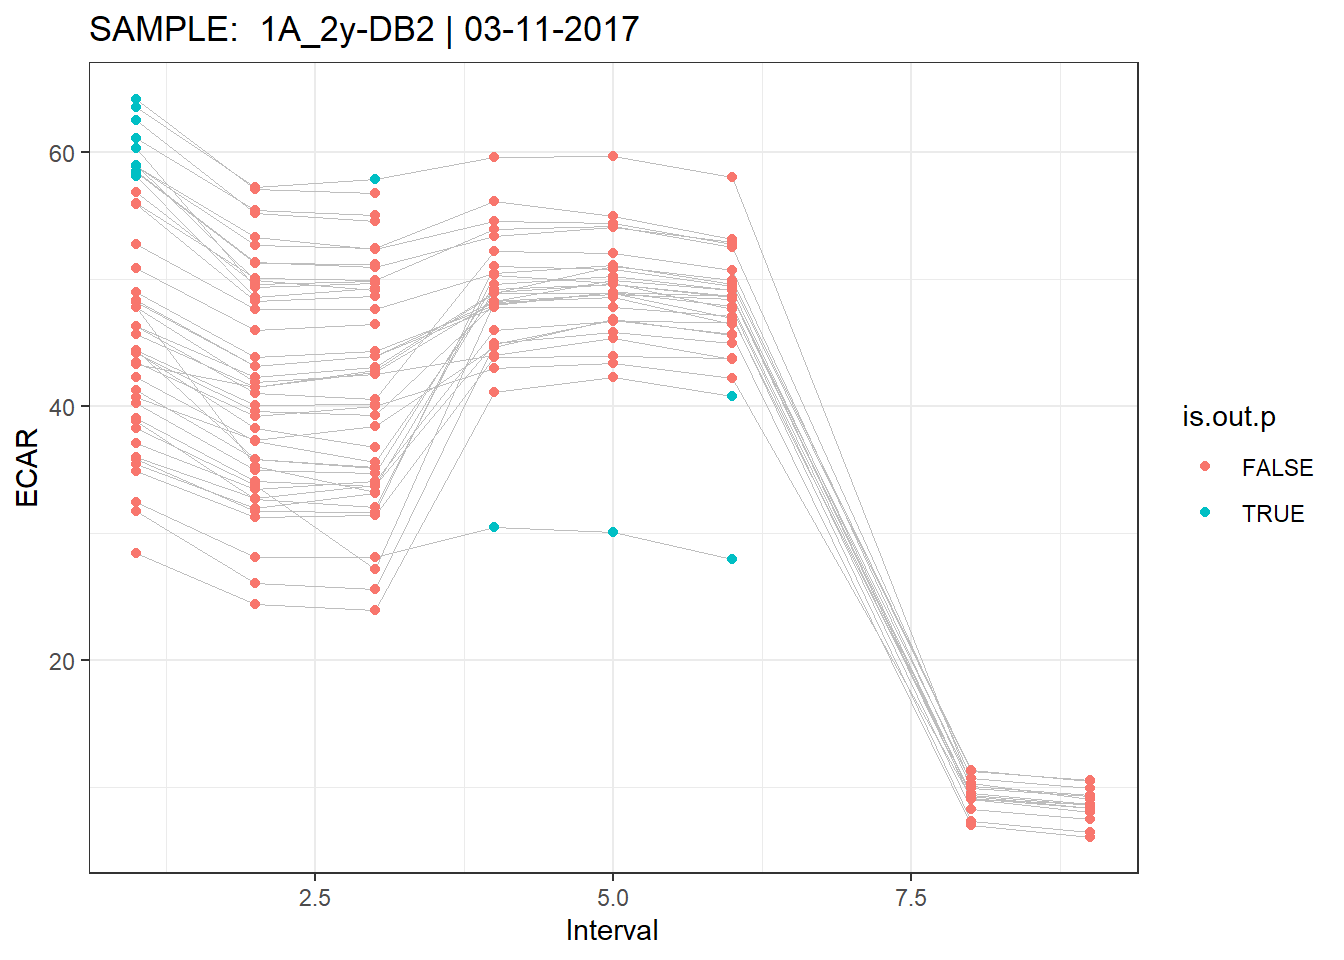 SAMPLE:  1A_2y-DB2 | 03-11-2017
60
40
20
ECAR
2.5
5.0
7.5
Interval
is.out.p
FALSE
TRUE